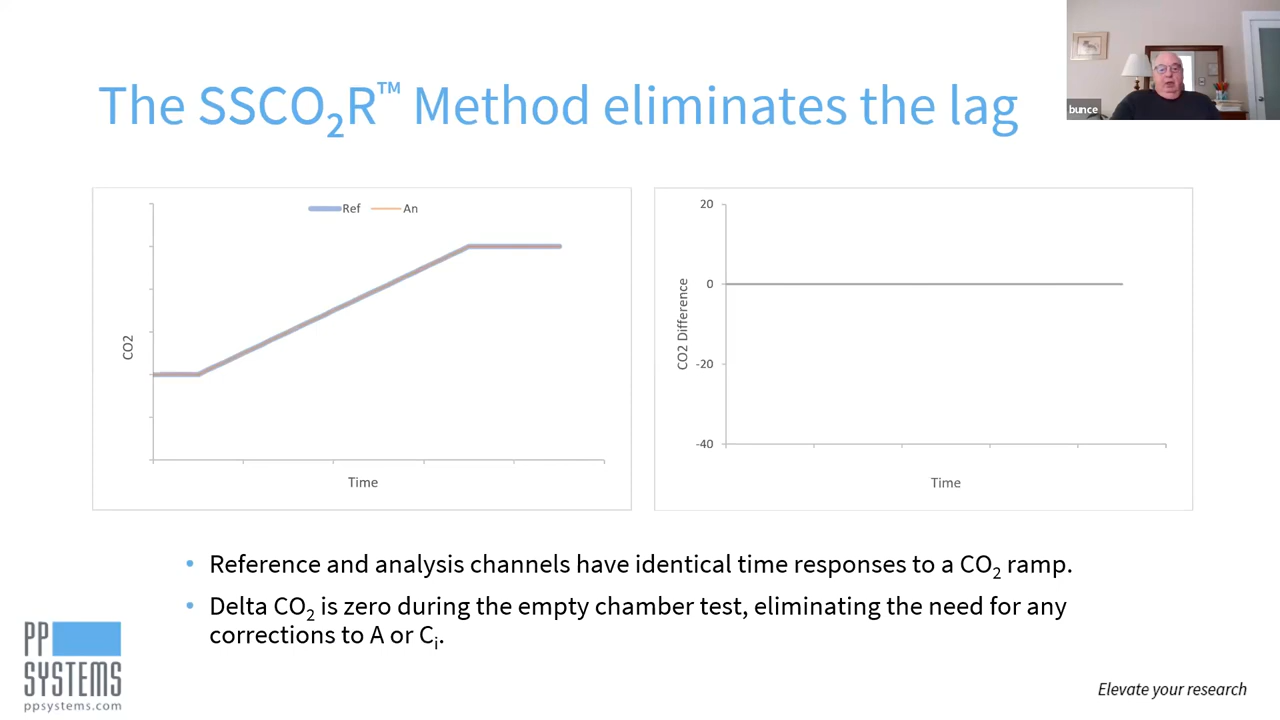 The SSCO2R™ Method eliminates the lag
bunce
Ref An
CO2
Time
20
0
-20
-40
CO2 Difference
Time
• Reference and analysis channels have identical time responses to a CO2 ramp.
• Delta CO2 is zero during the empty chamber test, eliminating the need for any
corrections to A or Ci.
PP
SYSTEMS
ppsystems.com
Elevate your research